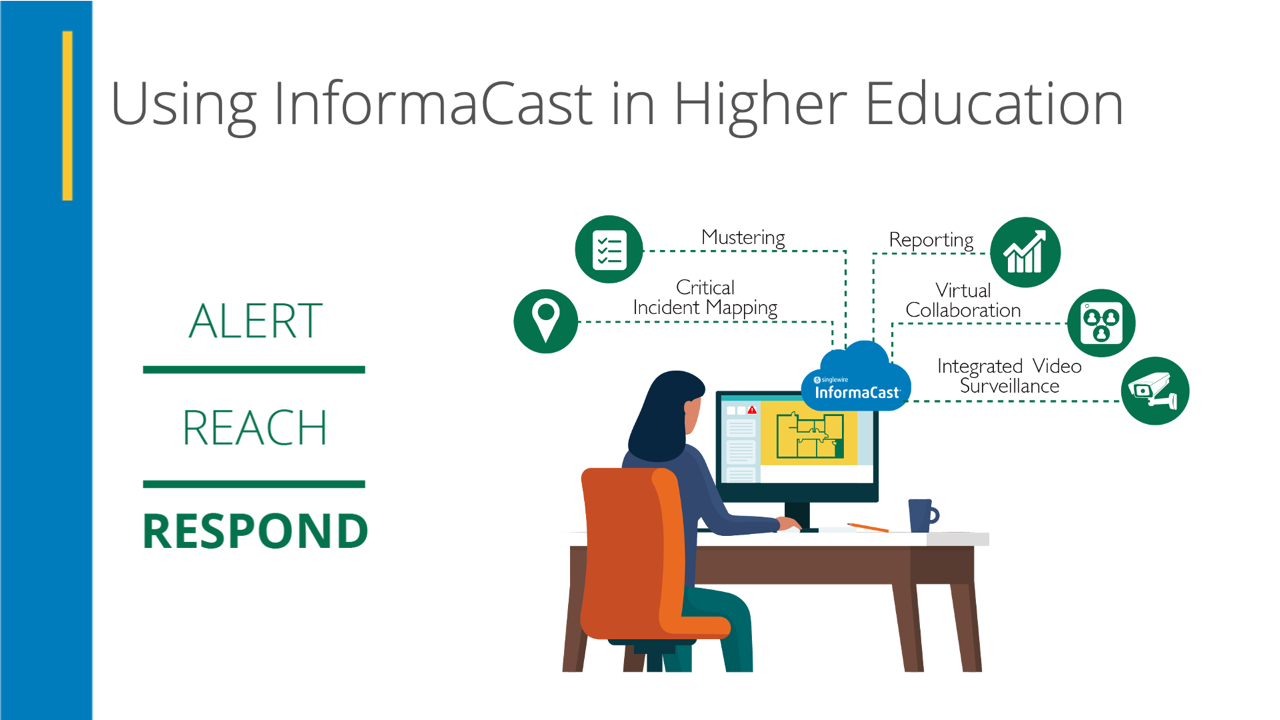 Using InformaCast in Higher Education
ALERT
REACH
RESPOND
Mustering
Critical
Incident Mapping
Reporting
Virtual
Collaboration
Integrated Video
Surveillance
singlewire
InformaCast